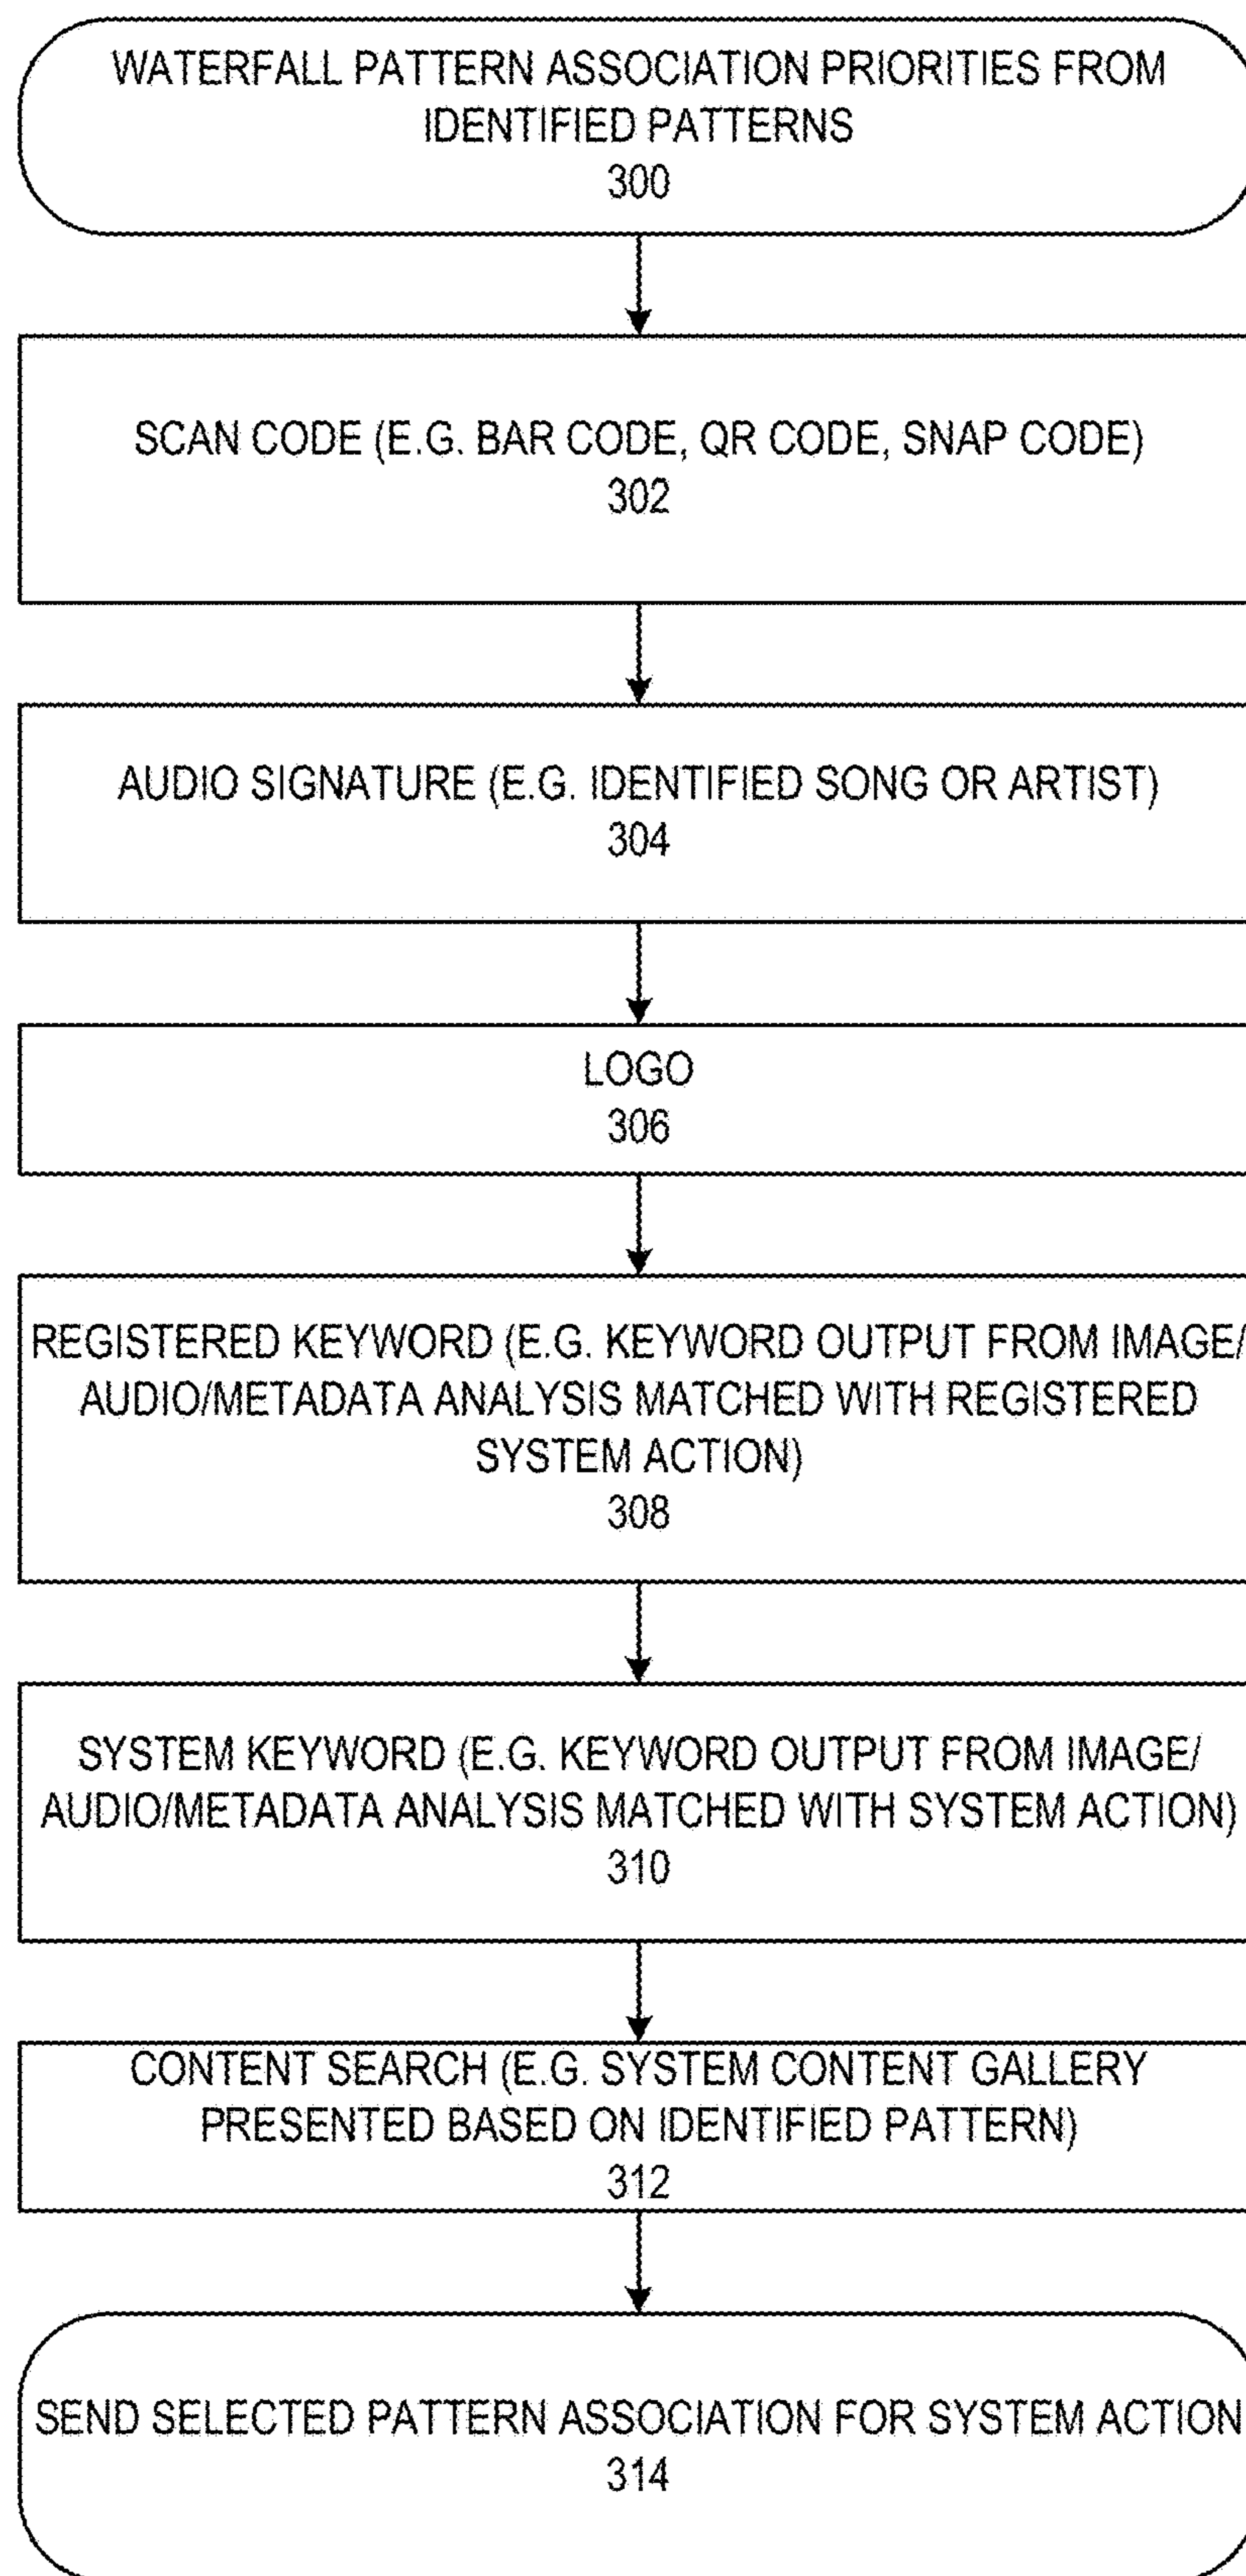 WATERFALL PATTERN ASSOCIATION PRIORITIES FROM
IDENTIFIED PATTERNS
300
SCAN CODE (E.G. BAR CODE, QR CODE, SNAP CODE)
302
AUDIO SIGNATURE (E.G. IDENTIFIED SONG OR ARTIST)
304
LOGO
306
REGISTERED KEYWORD (E.G. KEYWORD OUTPUT FROM IMAGE/
AUDIO/METADATA ANALYSIS MATCHED WITH REGISTERED
SYSTEM ACTION)
308
SYSTEM KEYWORD (E.G. KEYWORD OUTPUT FROM IMAGE/
AUDIO/METADATA ANALYSIS MATCHED WITH SYSTEM ACTION)
310
CONTENT SEARCH (E.G. SYSTEM CONTENT GALLERY
PRESENTED BASED ON IDENTIFIED PATTERN)
312
SEND SELECTED PATTERN ASSOCIATION FOR SYSTEM ACTION
314